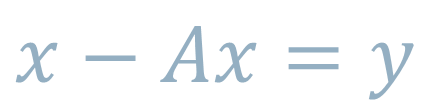 x − Ax = y